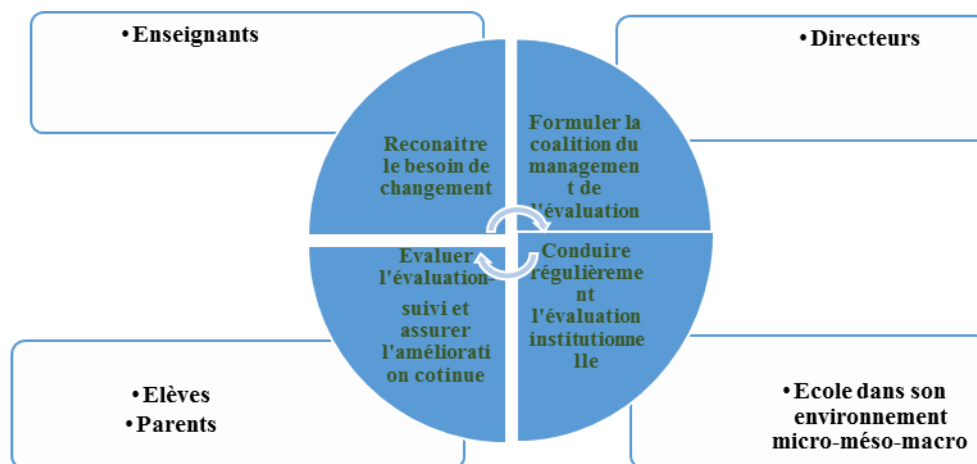 • Enseignants
• Directeurs
Reconaitre
le besoin de
changement
Formuler la
coalition du
managemen
t de
l'évaluation
Evaluer
l'évaluation-
suivi et
assurer
l'améliorati
on cotinue
Conduire
régulièreme
nt
l'évaluation
institutionne
lle
• Elèves
• Parents
• Ecole dans son
environnement
micro-méso-macro